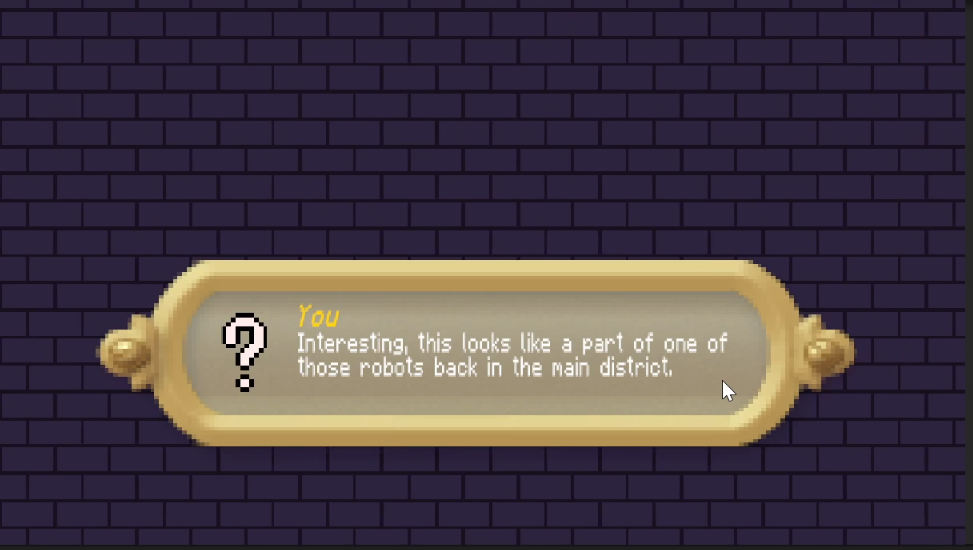 ?
You
Interesting, this looks like a part of one of
those robots back in the main district.